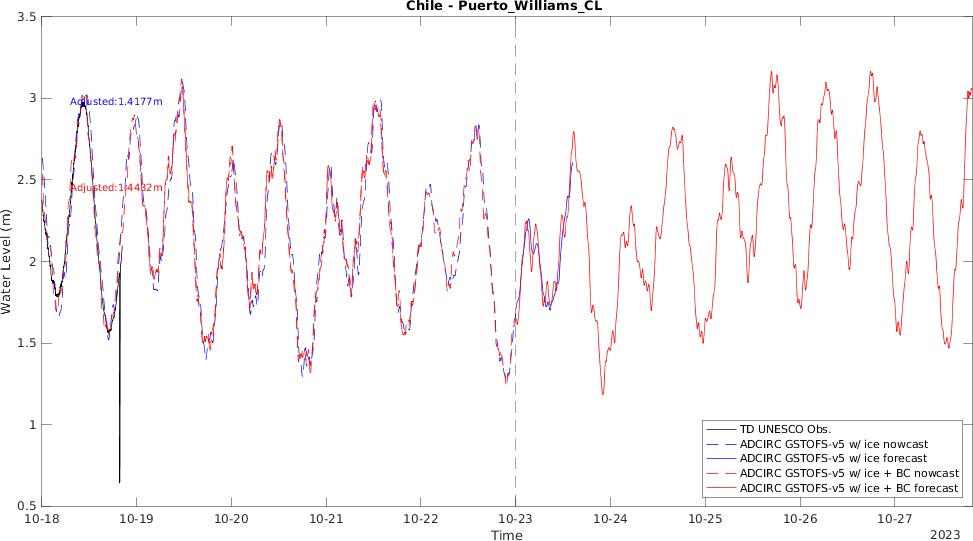 Chile - Puerto_Williams_CL
3.5
3
2.5
2
1.5
1
0.5
Water Level (m)
Adjusted:1.4177m
Adjusted:1.4432m
TD UNESCO Obs.
ADCIRC GSTOFS-v5 w/ ice nowcast
ADCIRC GSTOFS-v5 w/ ice forecast
ADCIRC GSTOFS-v5 w/ ice + BC nowcast
ADCIRC GSTOFS-v5 w/ ice + BC forecast
10-18 10-19 10-20 10-21 10-22 10-23 10-24 10-25 10-26 10-27
Time
2023